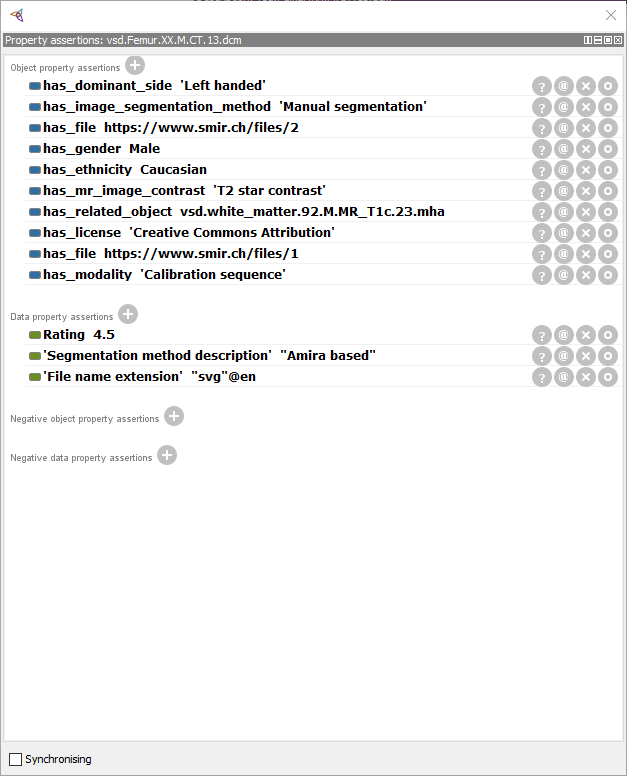 Property assertions: vsd.Femur.XX.M.CT.13.dcm
Object property assertions
has_dominant_side 'Left handed'
has_image_segmentation_method 'Manual segmentation'
has_file https://www.smir.ch/files/2
has_gender Male
has_ethnicity Caucasian
has_mr_image_contrast 'T2 star contrast'
has_related_object vsd.white_matter.92.M.MR_T1c.23.mha
has_license 'Creative Commons Attribution'
has_file https://www.smir.ch/files/1
has_modality 'Calibration sequence'
Data property assertions
Rating 4.5
'Segmentation method description' "Amira based"
'File name extension' "svg"@en
Negative object property assertions
Negative data property assertions
Synchronising